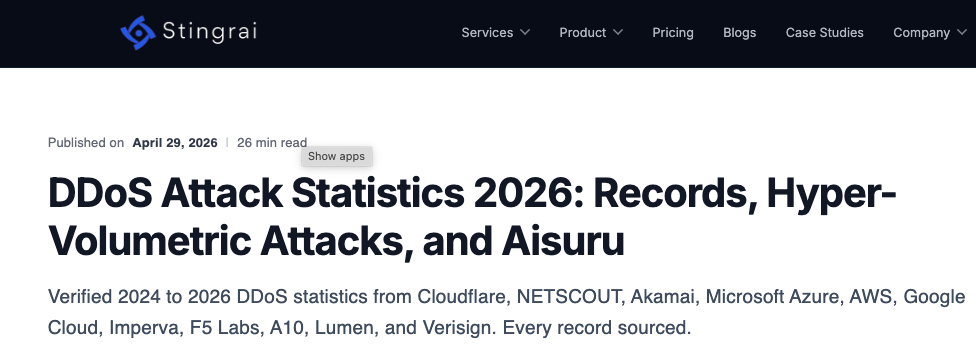 Stingrai
Services Product Pricing Blogs Case Studies Company
Published on April 29, 2026 | 26 min read
Show apps
DDoS Attack Statistics 2026: Records, Hyper-
Volumetric Attacks, and Aisuru
Verified 2024 to 2026 DDoS statistics from Cloudflare, NETSCOUT, Akamai, Microsoft Azure, AWS, Google
Cloud, Imperva, F5 Labs, A10, Lumen, and Verisign. Every record sourced.